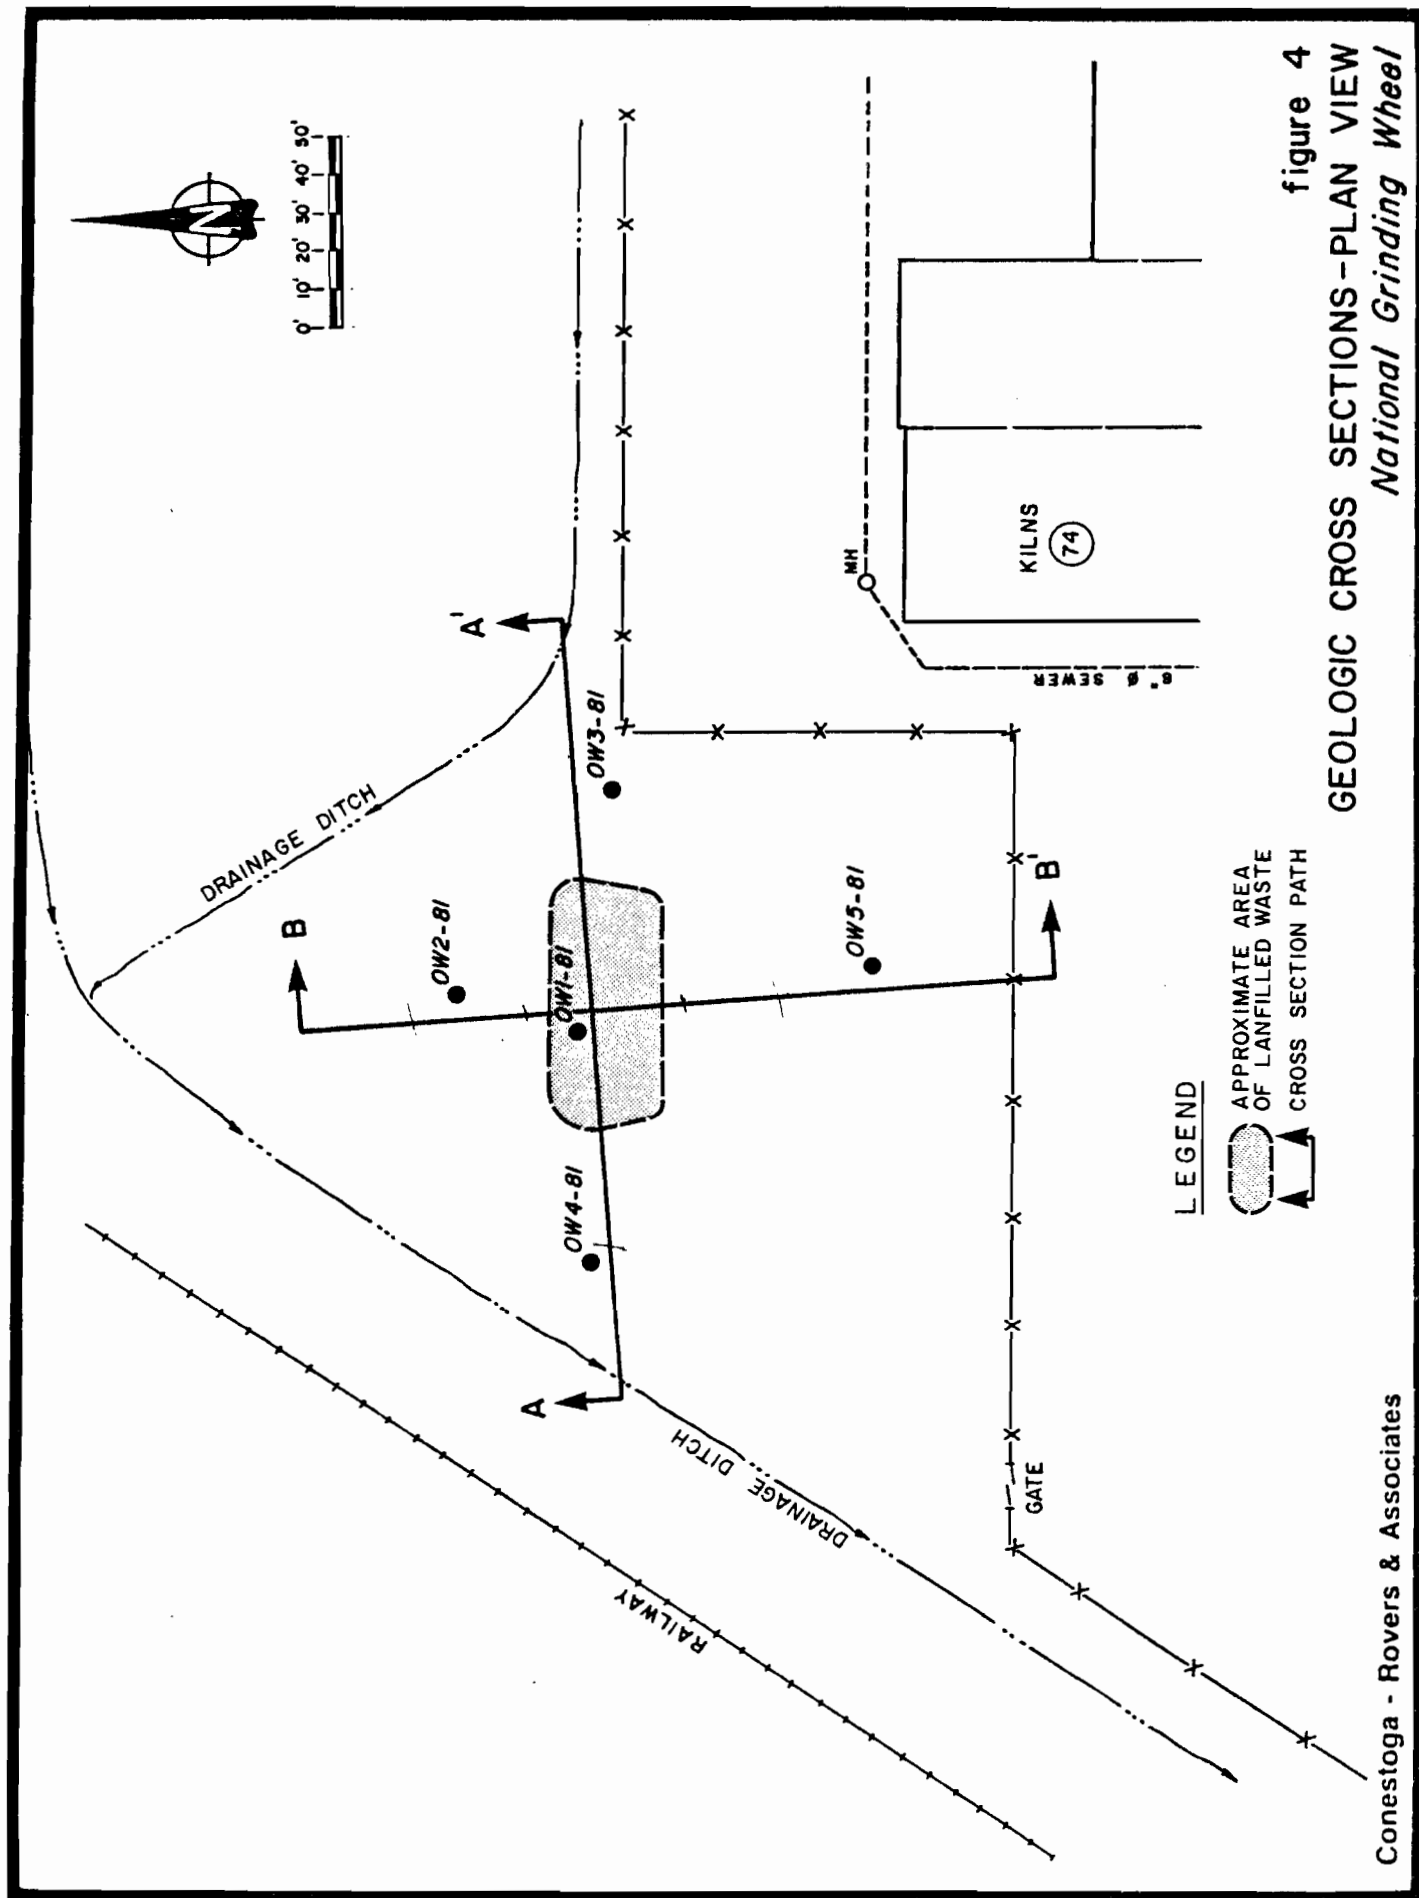 N
0' 10' 20' 30' 40' 50'
DRAINAGE DITCH
B
OW2-81
A'
OW3-81
OW1-81
OW4-81
A
OW5-81
B'
MH
KILNS
74
8" Ø SEWER
DRAINAGE DITCH
RAILWAY
GATE
LEGEND
APPROXIMATE AREA
OF LANFILLED WASTE
CROSS SECTION PATH
figure 4
GEOLOGIC CROSS SECTIONS-PLAN VIEW
National Grinding Wheel
Conestoga - Rovers & Associates